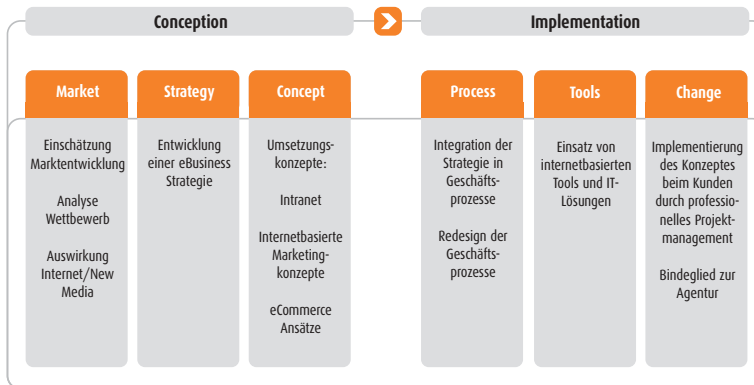 Conception
Implementation
Market
Strategy
Concept
Process
Tools
Change
Einschätzung
Marktentwicklung
Analyse
Wettbewerb
Auswirkung
Internet/New
Media
Entwicklung
einer eBusiness
Strategie
Umsetzungs-
konzepte:
Intranet
Internetbasierte
Marketing-
konzepte
eCommerce
Ansätze
Integration der
Strategie in
Geschäfts-
prozesse
Redesign der
Geschäfts-
prozesse
Einsatz von
internetbasierten
Tools und IT-
Lösungen
Implementierung
des Konzeptes
beim Kunden
durch professio-
nelles Projekt-
management
Bindeglied zur
Agentur